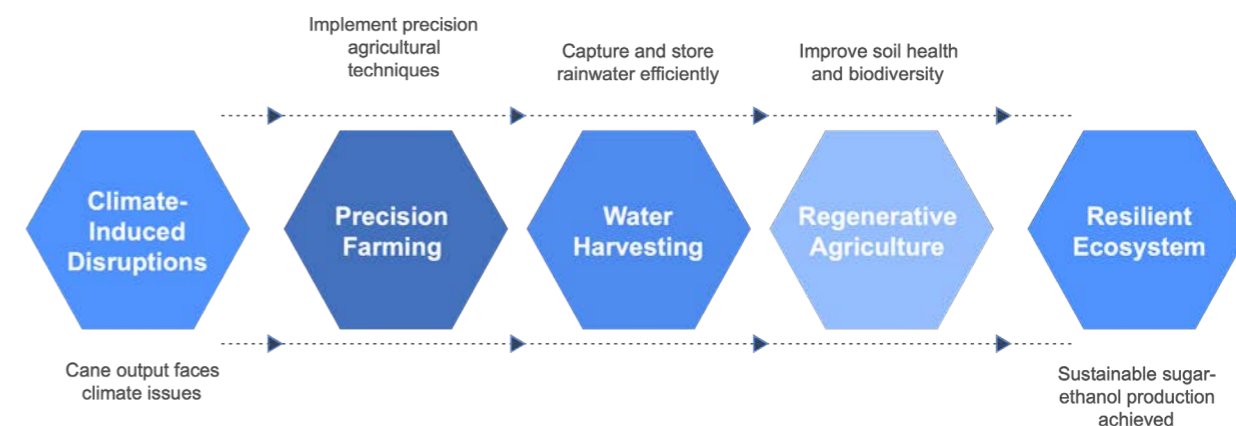 Implement precision
agricultural
techniques
Capture and store
rainwater efficiently
Improve soil health
and biodiversity
Climate-
Induced
Disruptions
Precision
Farming
Water
Harvesting
Regenerative
Agriculture
Resilient
Ecosystem
Cane output faces
climate issues
Sustainable sugar-
ethanol production
achieved